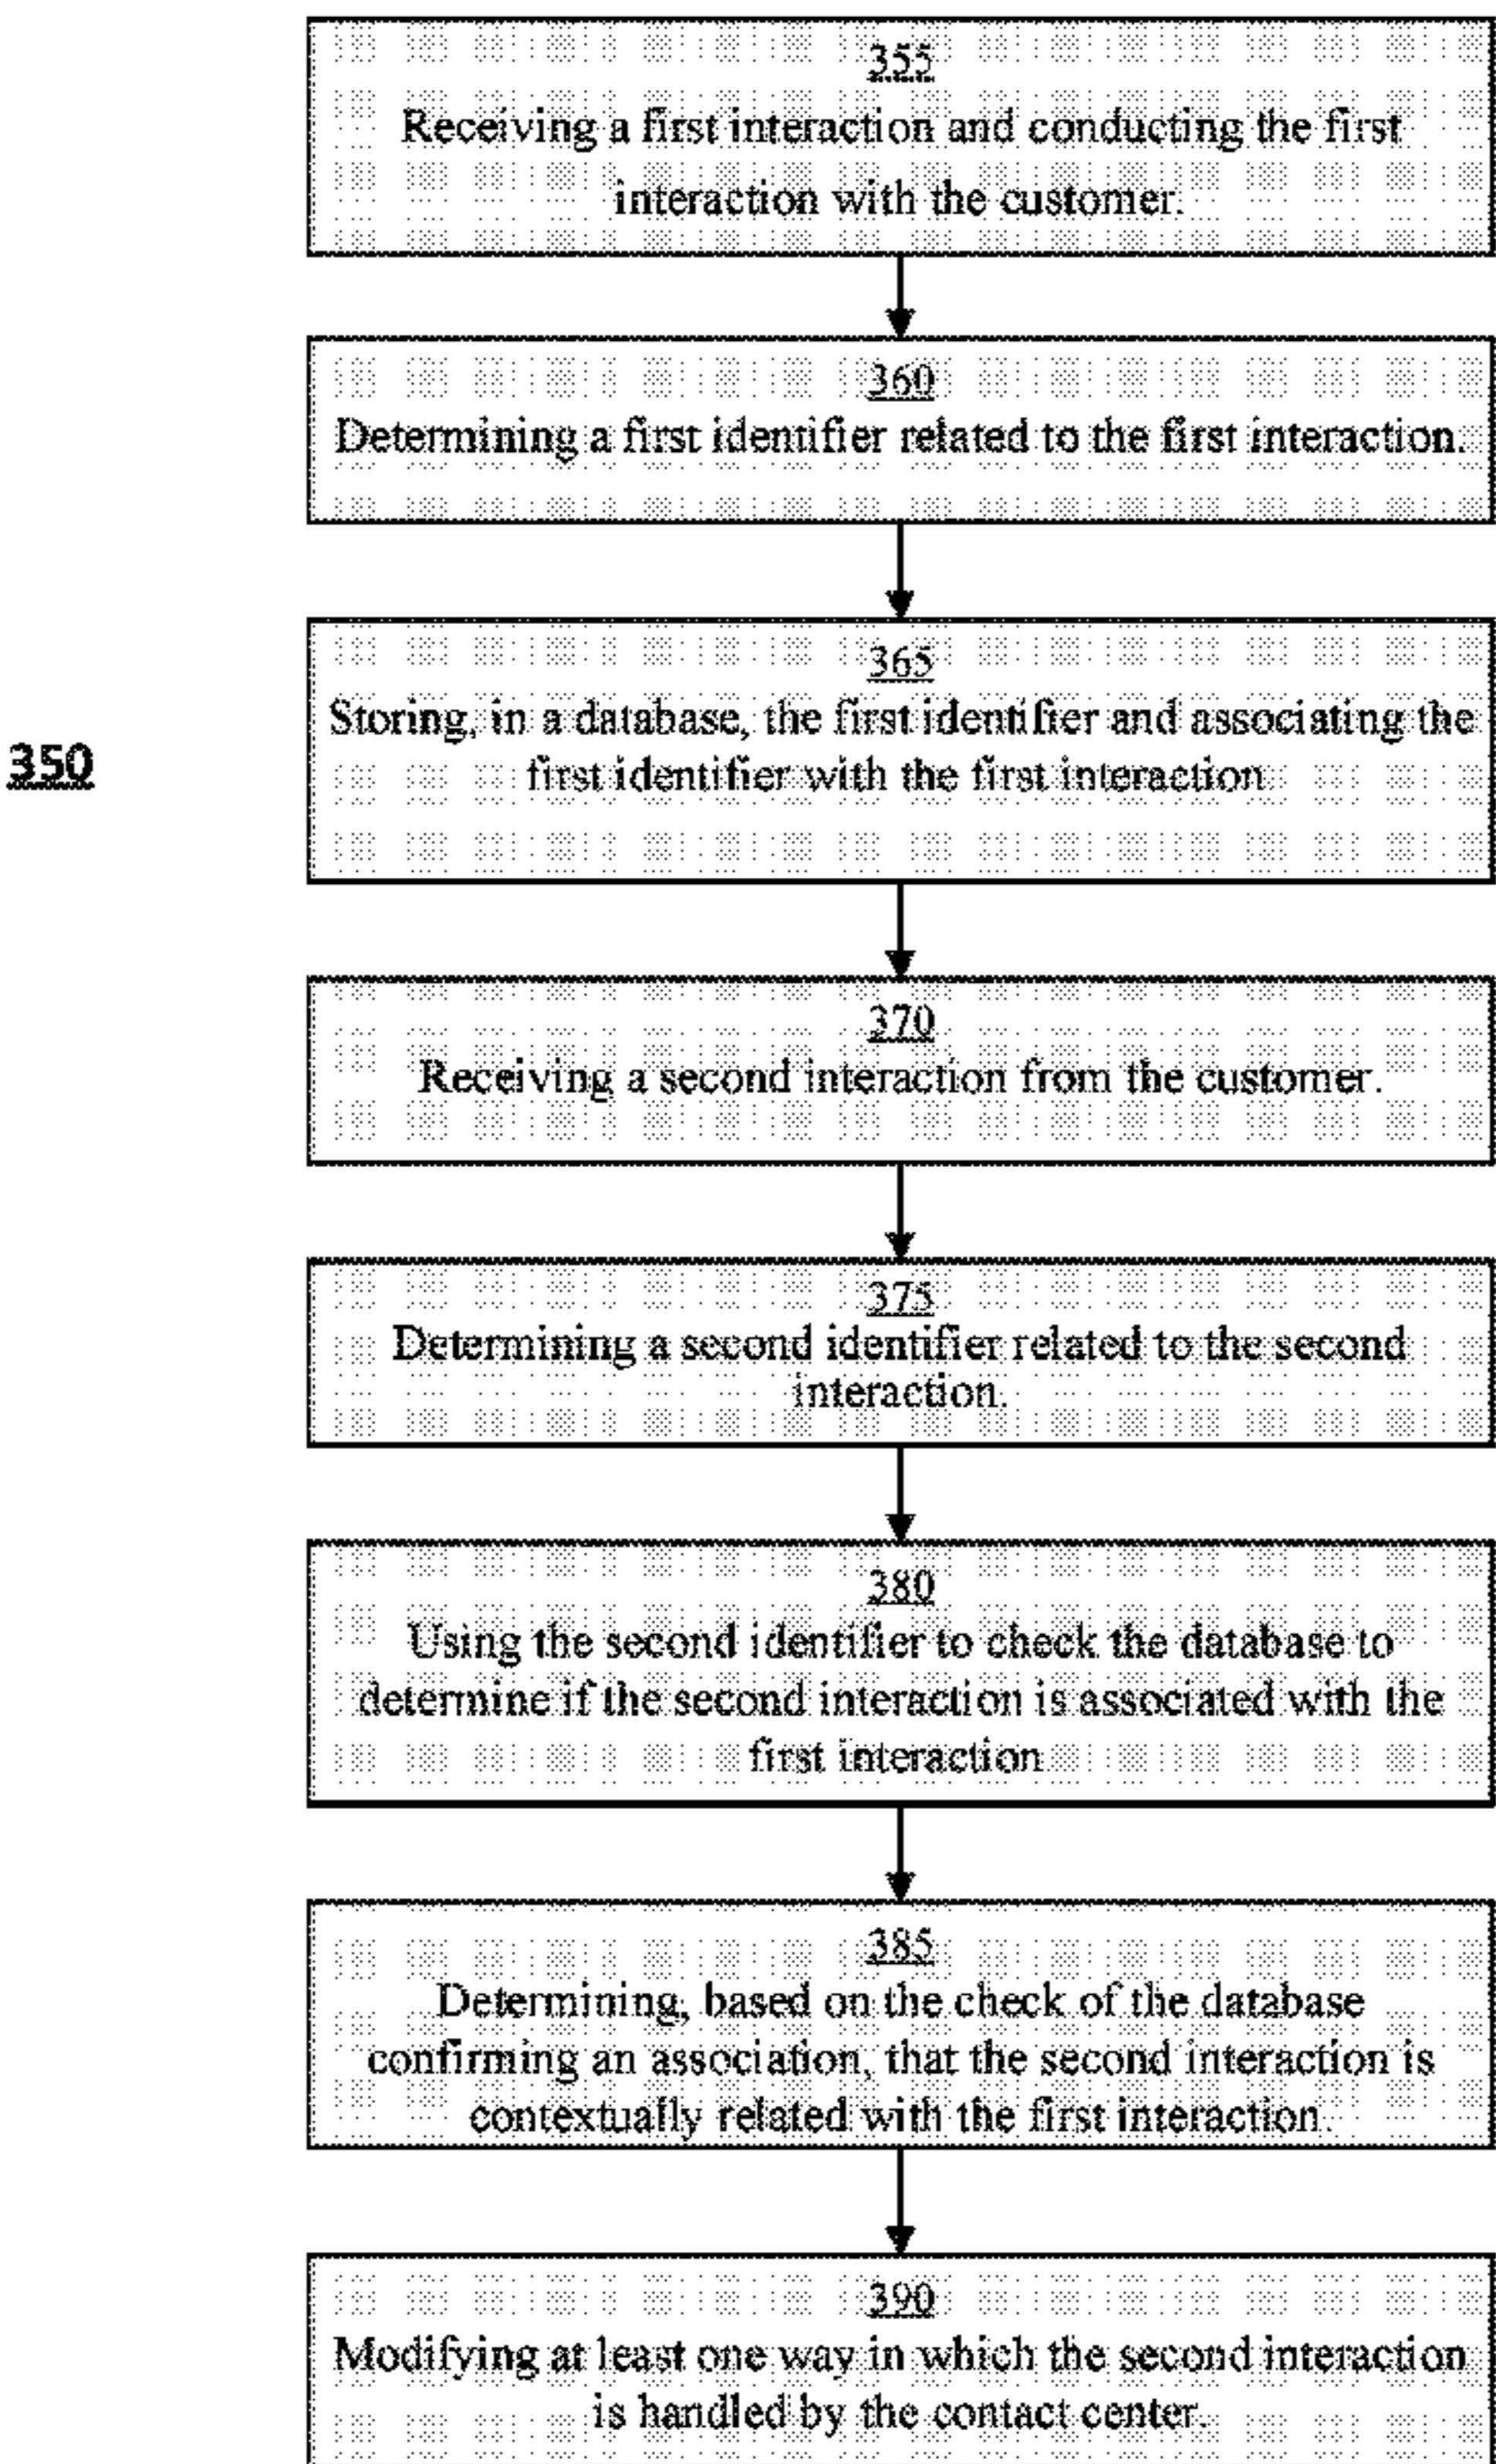 355
Receiving a first interaction and conducting the first
interaction with the customer.
360
Determining a first identifier related to the first interaction.
365
Storing, in a database, the first identifier and associating the
first identifier with the first interaction
350
370
Receiving a second interaction from the customer.
375
Determining a second identifier related to the second
interaction.
380
Using the second identifier to check the database to
determine if the second interaction is associated with the
first interaction
385
Determining, based on the check of the database
confirming an association, that the second interaction is
contextually related with the first interaction.
390
Modifying at least one way in which the second interaction
is handled by the contact center.